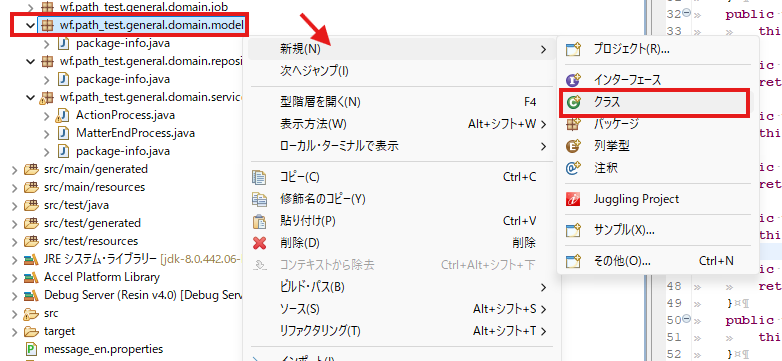 wf.path_test.general.domain.job
wf.path_test.general.domain.model
package-info.java
wf.path_test.general.domain.reposi
package-info.java
wf.path_test.general.domain.service
ActionProcess.java
MatterEndProcess.java
package-info.java
src/main/generated
src/main/resources
src/test/java
src/test/generated
src/test/resources
JRE システム・ライブラリー [jdk-8.0.442.06-
Accel Platform Library
Debug Server (Resin v4.0) [Debug Serve
src
target
message_en.properties
新規(N)
次へジャンプ(I)
型階層を開く(N) F4
表示方法(W) Alt+シフト+W
ローカル・ターミナルで表示
コピー(C) Ctrl+C
修飾名のコピー(Y)
貼り付け(P) Ctrl+V
削除(D) 削除
コンテキストから除去 Ctrl+Alt+シフト+下
ビルド・パス(B)
ソース(S) Alt+シフト+S
リファクタリング(T) Alt+シフト+T
インポート(I)
プロジェクト(R)...
インターフェース
クラス
パッケージ
列挙型
注釈
Juggling Project
サンプル(X)...
その他(O)... Ctrl+N
32 public
33 thi
48 » }
49
50 public
51 » thi
52 » }